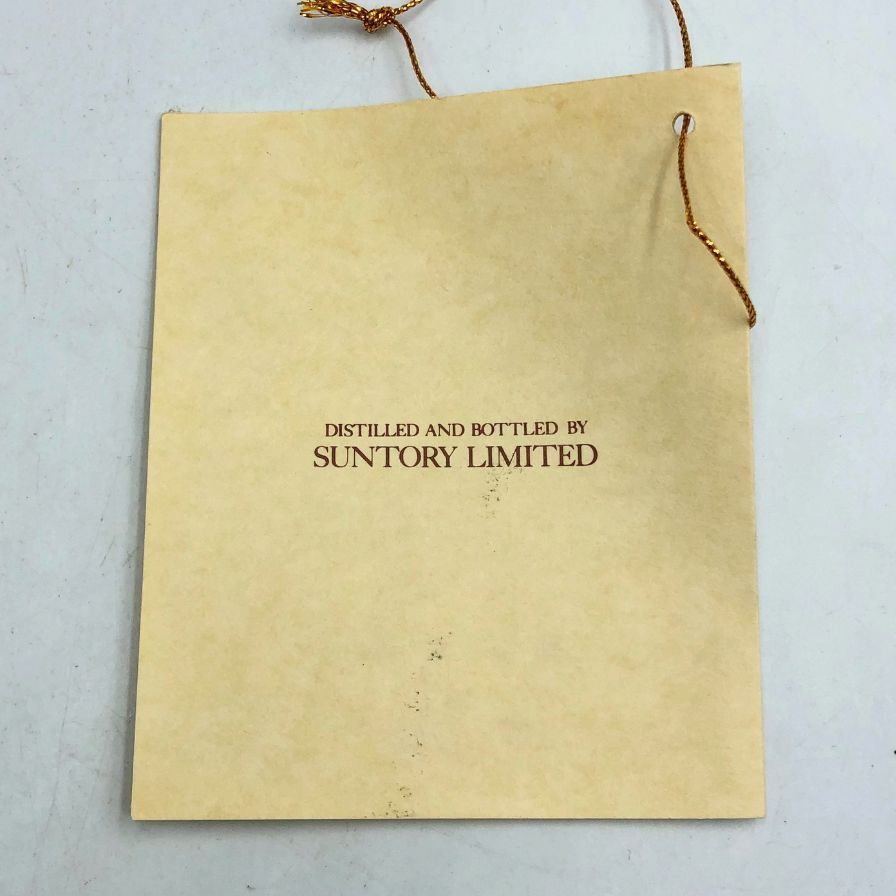 DISTILLED AND BOTTLED BY
SUNTORY LIMITED